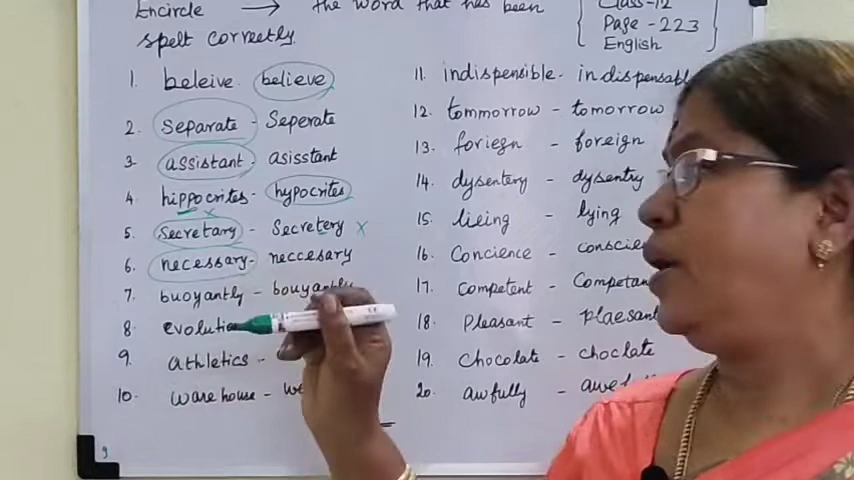 Encircle → the word that has been
spelt correctly.
Class-12
Page - 223
English
1. beleive believe
2. Separate - Seperate
3. assistant - asisstant
4. hippocrites - hypocrites
5. Secretary - Secretery x
6. necessary - neccesary
7. buoyantly - bouyantly
8.
9. athletics -
10. warehouse -
11. indispensible - indispensable
12. tommorrow - tomorrow
13. foriegn - foreign
14. dysentery - dysentry
15. lieing - lying
16. Concience -
17. Competent -
18. Pleasant - plaesant
19. chocolate - choclate
20. awfully -
9